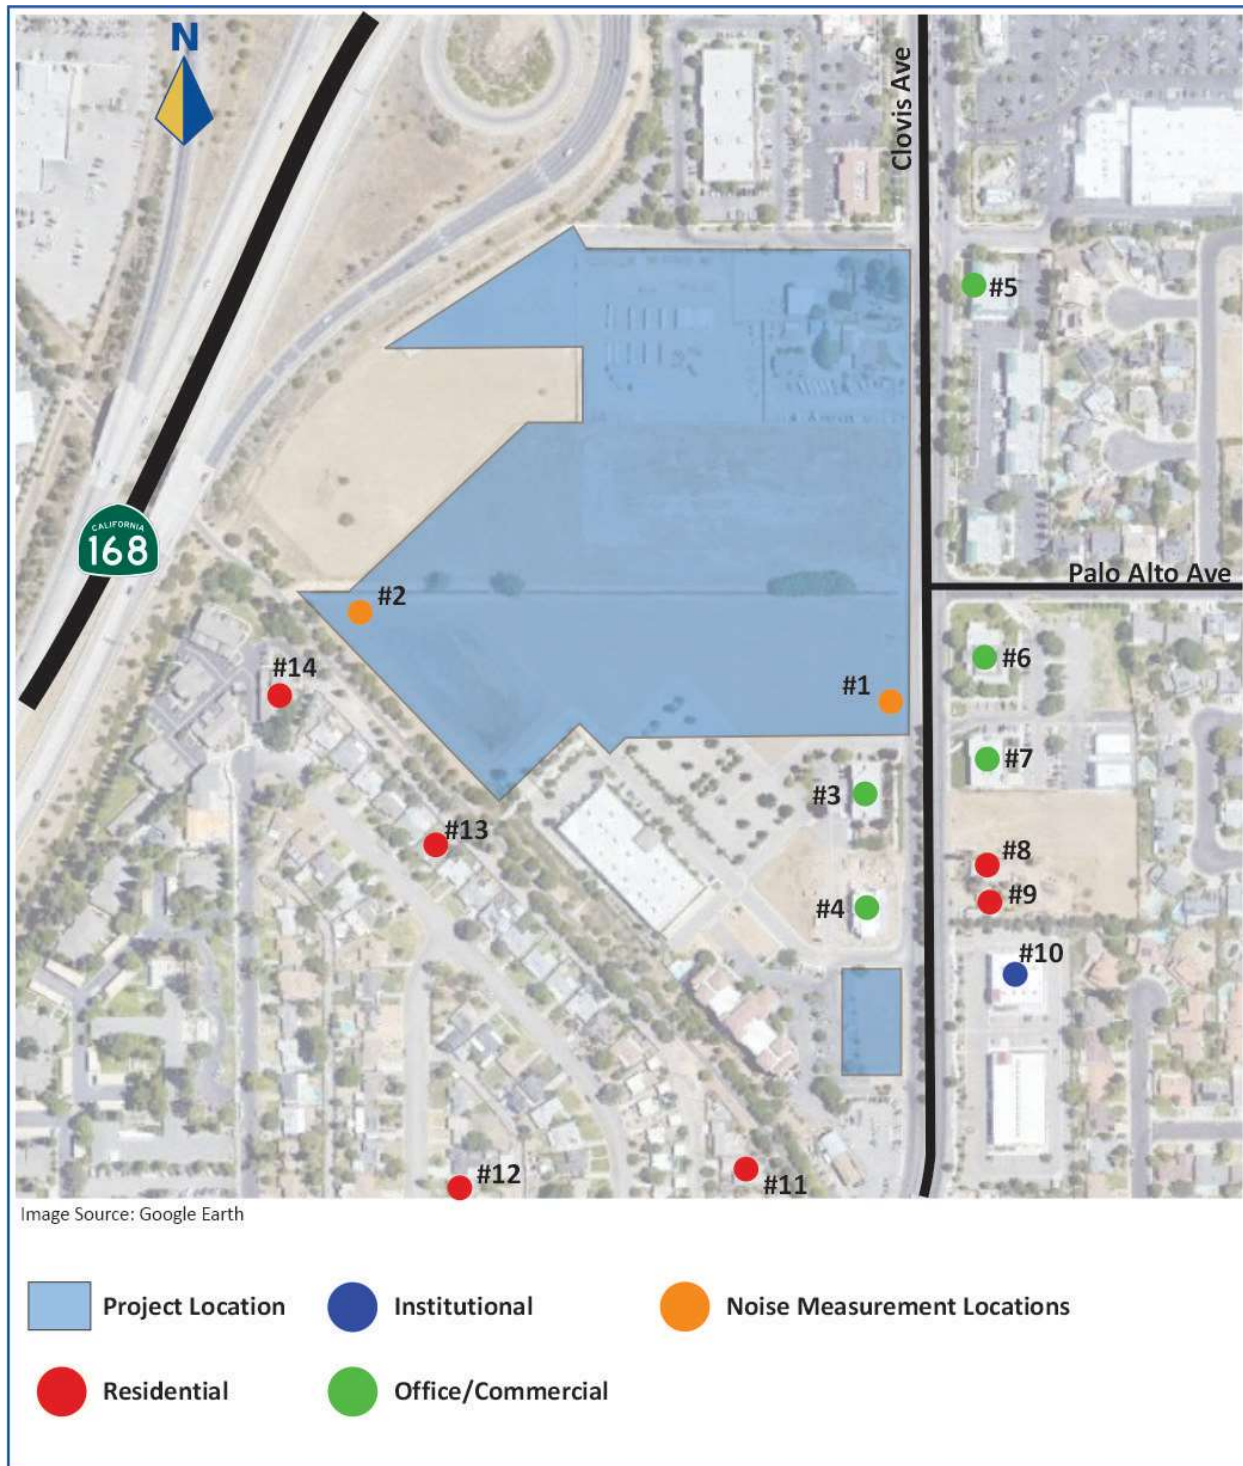 N
Clovis Ave
#5
CALIFORNIA
168
Palo Alto Ave
#2
#14
#6
#1
#7
#3
#13
#8
#9
#4
#10
#12
#11
Image Source: Google Earth
Project Location
Institutional
Noise Measurement Locations
Residential
Office/Commercial